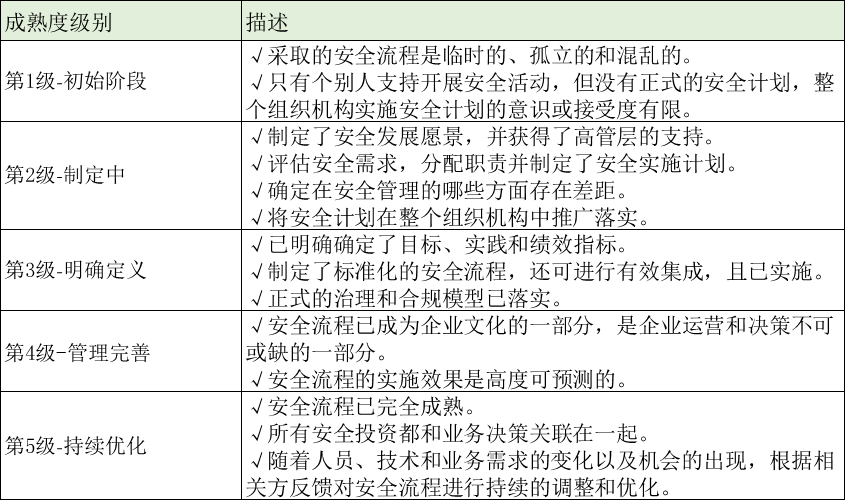 成熟度级别
描述
第1级-初始阶段
√采取的安全流程是临时的、孤立的和混乱的。
√只有个别人支持开展安全活动，但没有正式的安全计划，整
个组织机构实施安全计划的意识或接受度有限。
第2级-制定中
√制定了安全发展愿景，并获得了高管层的支持。
√评估安全需求，分配职责并制定了安全实施计划。
√确定在安全管理的哪些方面存在差距。
√将安全计划在整个组织机构中推广落实。
第3级-明确定义
√已明确确定了目标、实践和绩效指标。
√制定了标准化的安全流程，还可进行有效集成，且已实施。
√正式的治理和合规模型已落实。
第4级-管理完善
√安全流程已成为企业文化的一部分，是企业运营和决策不可
或缺的一部分。
√安全流程的实施效果是高度可预测的。
第5级-持续优化
√安全流程已完全成熟。
√所有安全投资都和业务决策关联在一起。
√随着人员、技术和业务需求的变化以及机会的出现，根据相
关方反馈对安全流程进行持续的调整和优化。